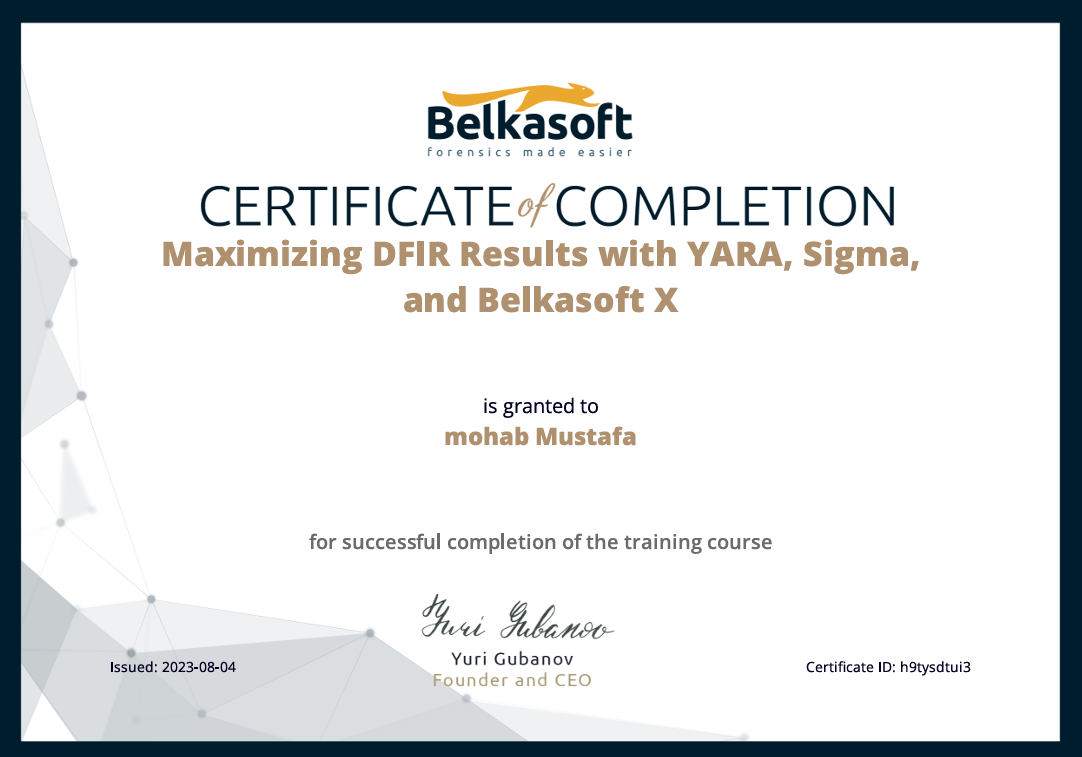 Belkasoft
forensics made easier
CERTIFICATE of COMPLETION
Maximizing DFIR Results with YARA, Sigma,
and Belkasoft X
is granted to
mohab Mustafa
for successful completion of the training course
Yuri Gubanov
Yuri Gubanov
Founder and CEO
Issued: 2023-08-04
Certificate ID: h9tysdtui3